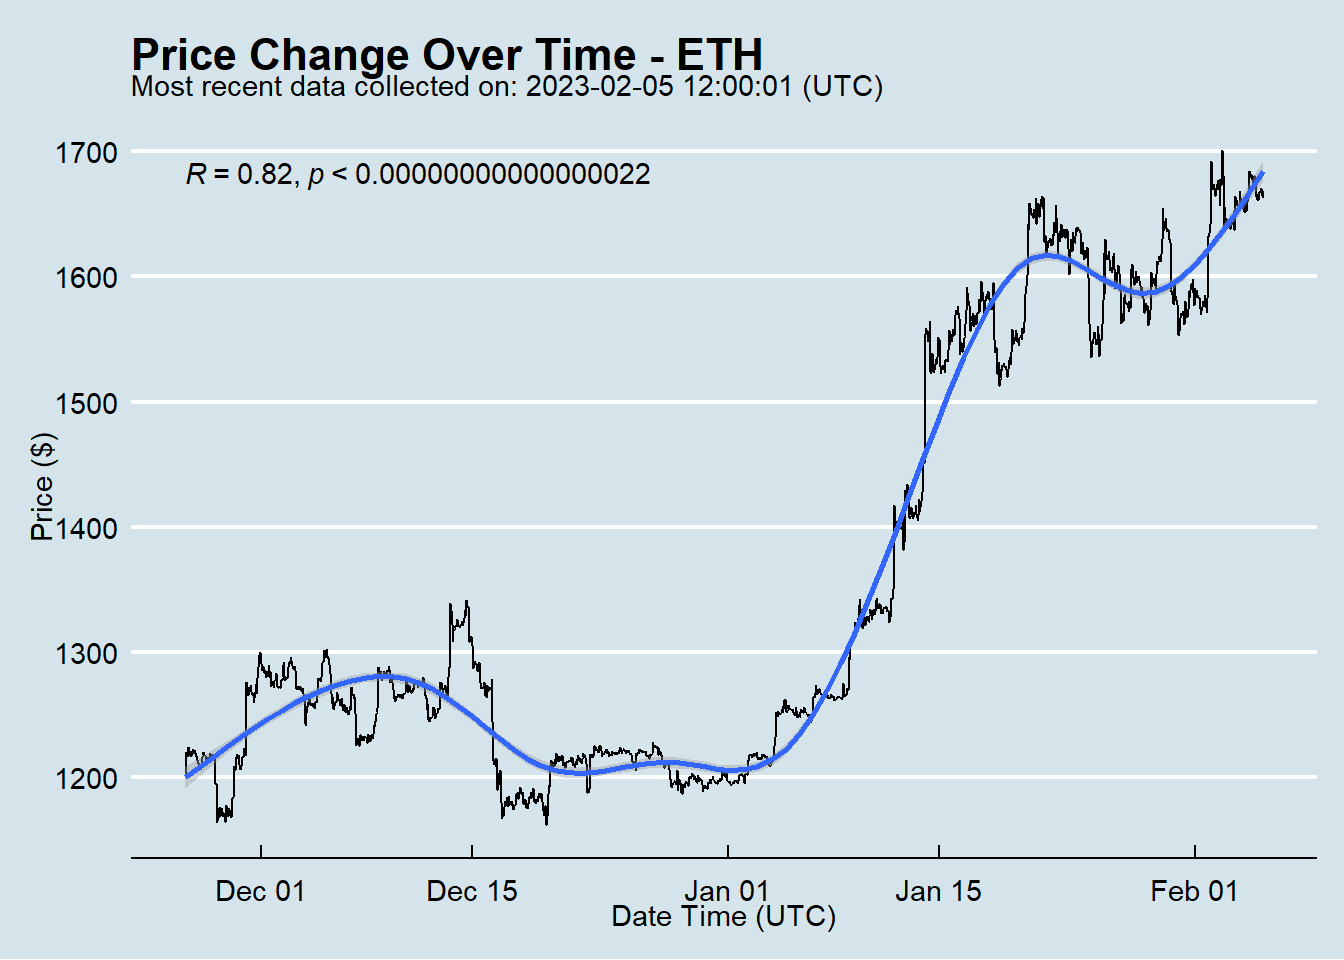 Price Change Over Time - ETH
Most recent data collected on: 2023-02-05 12:00:01 (UTC)
R = 0.82, p < 0.00000000000000022
1700
1600
1500
1400
1300
1200
Price ($)
Dec 01
Dec 15
Jan 01
Jan 15
Feb 01
Date Time (UTC)